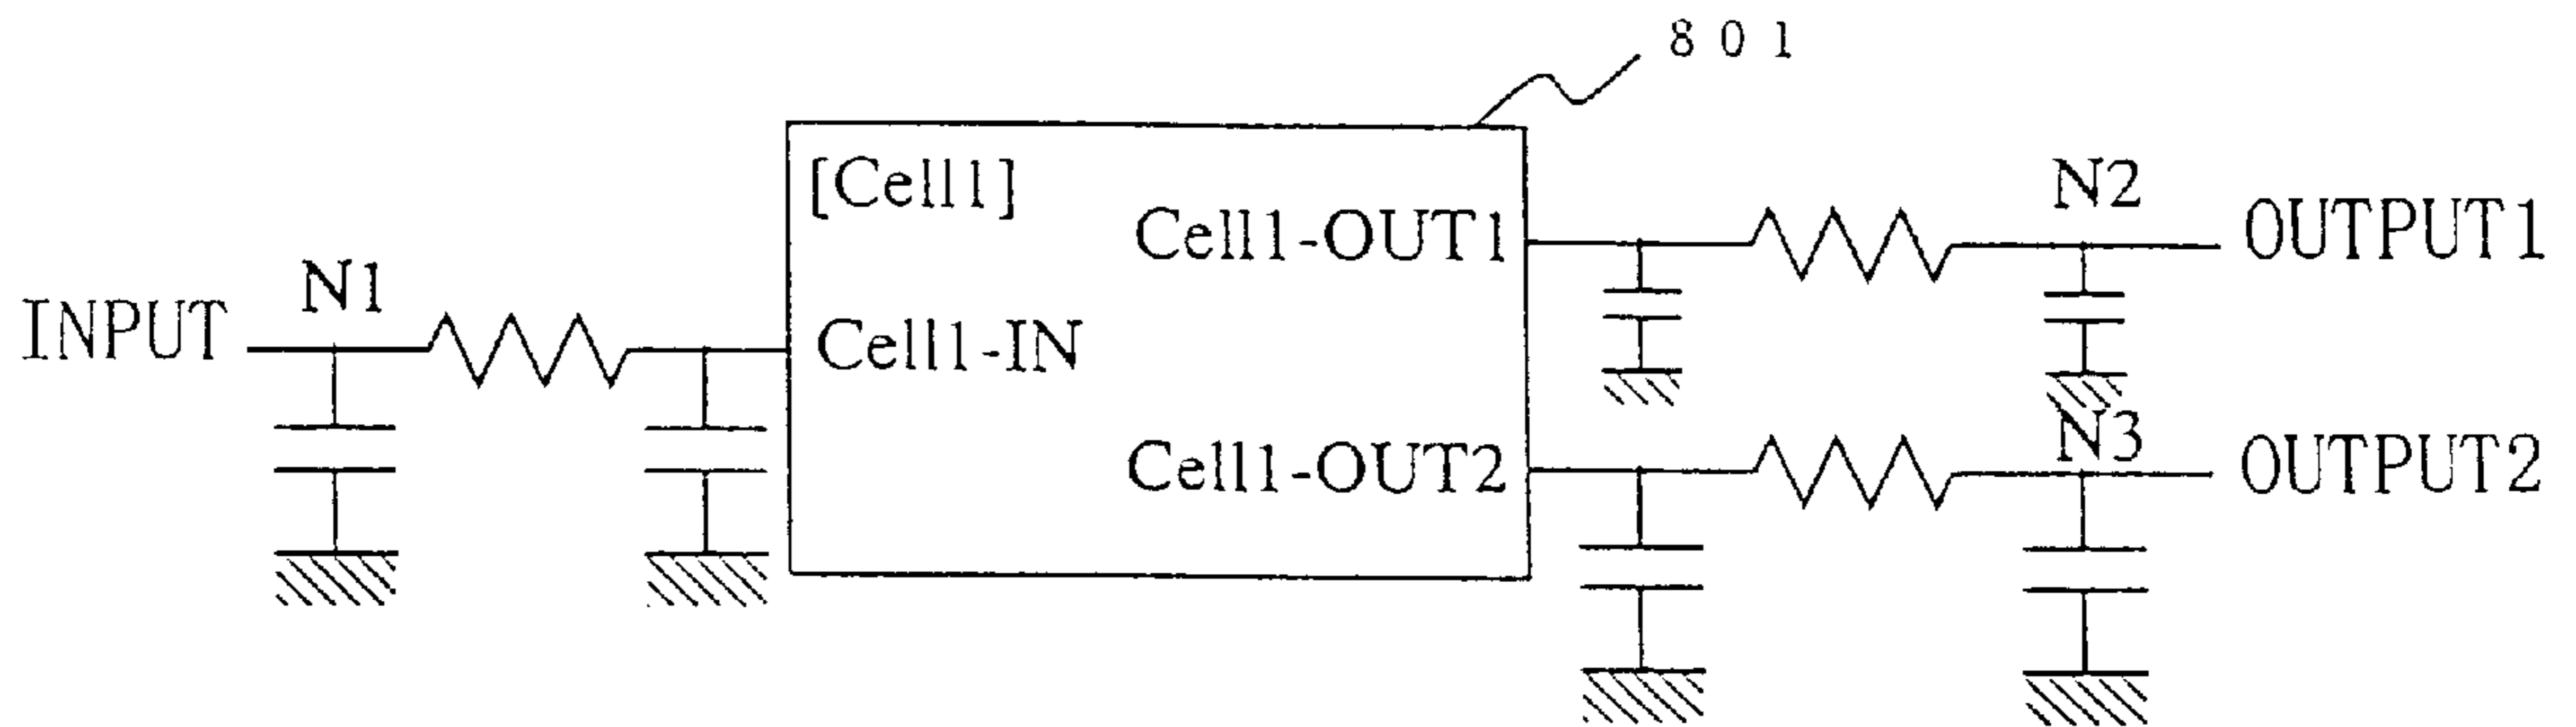 801
[Cell1]
N2
Cell1-OUT1
OUTPUT1
N1
INPUT
Cell1-IN
N3
Cell1-OUT2
OUTPUT2